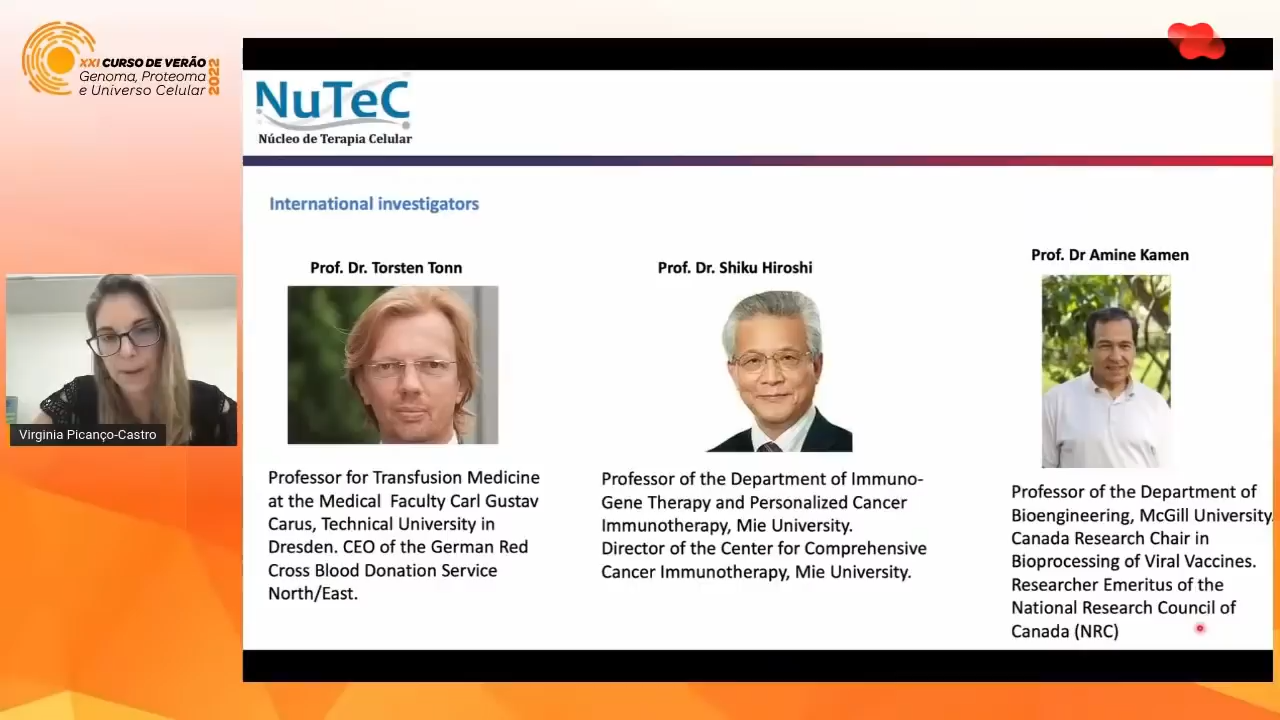 XXI CURSO DE VERÃO
Genoma, Proteoma
e Universo Celular
2022
NuTeC
Núcleo de Terapia Celular
International investigators
Prof. Dr. Torsten Tonn
Professor for Transfusion Medicine
at the Medical Faculty Carl Gustav
Carus, Technical University in
Dresden. CEO of the German Red
Cross Blood Donation Service
North/East.
Prof. Dr. Shiku Hiroshi
Professor of the Department of Immuno-
Gene Therapy and Personalized Cancer
Immunotherapy, Mie University.
Director of the Center for Comprehensive
Cancer Immunotherapy, Mie University.
Prof. Dr Amine Kamen
Professor of the Department of
Bioengineering, McGill University.
Canada Research Chair in
Bioprocessing of Viral Vaccines.
Researcher Emeritus of the
National Research Council of
Canada (NRC)
Virginia Picanço-Castro